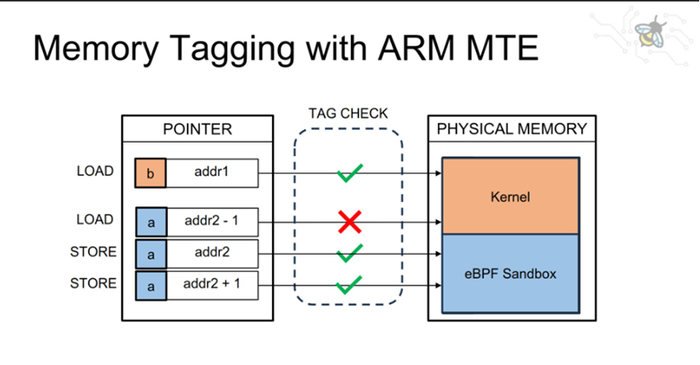 Memory Tagging with ARM MTE
TAG CHECK
POINTER
PHYSICAL MEMORY
LOAD b addr1
Kernel
LOAD a addr2 - 1
STORE a addr2
eBPF Sandbox
STORE a addr2 + 1